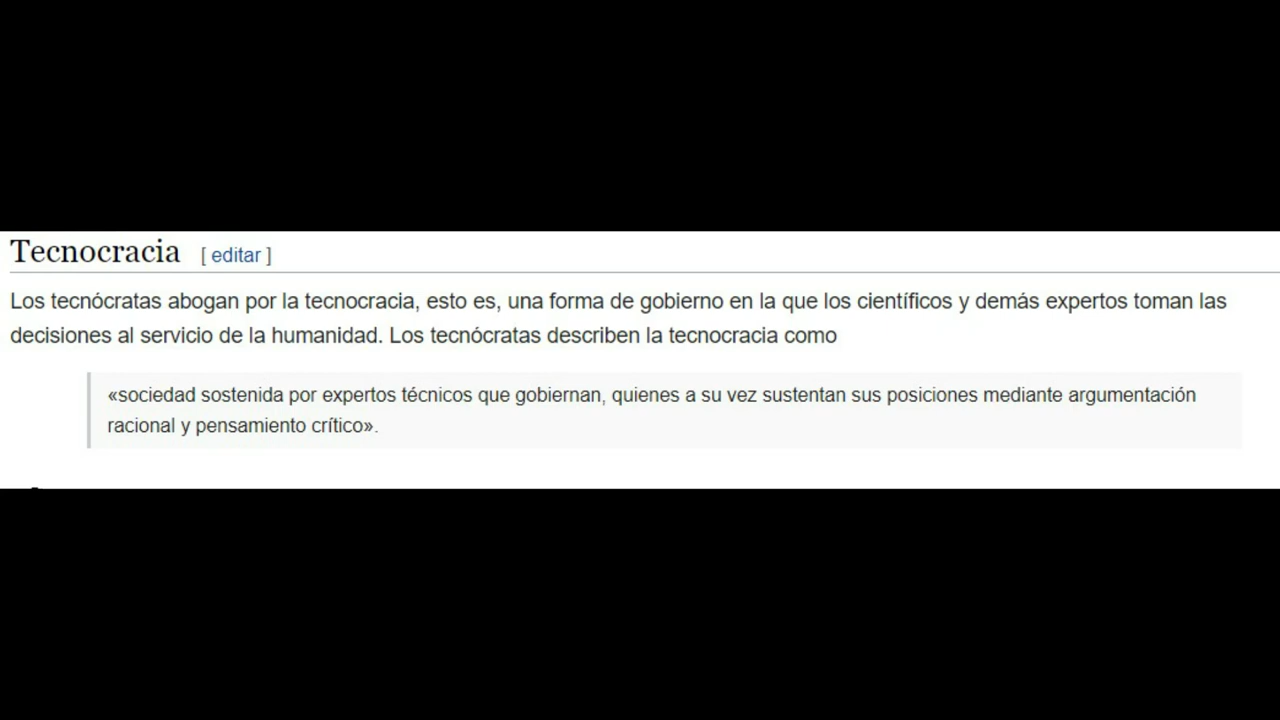 Tecnocracia [ editar ]
Los tecnócratas abogan por la tecnocracia, esto es, una forma de gobierno en la que los científicos y demás expertos toman las
decisiones al servicio de la humanidad. Los tecnócratas describen la tecnocracia como
«sociedad sostenida por expertos técnicos que gobiernan, quienes a su vez sustentan sus posiciones mediante argumentación
racional y pensamiento crítico».